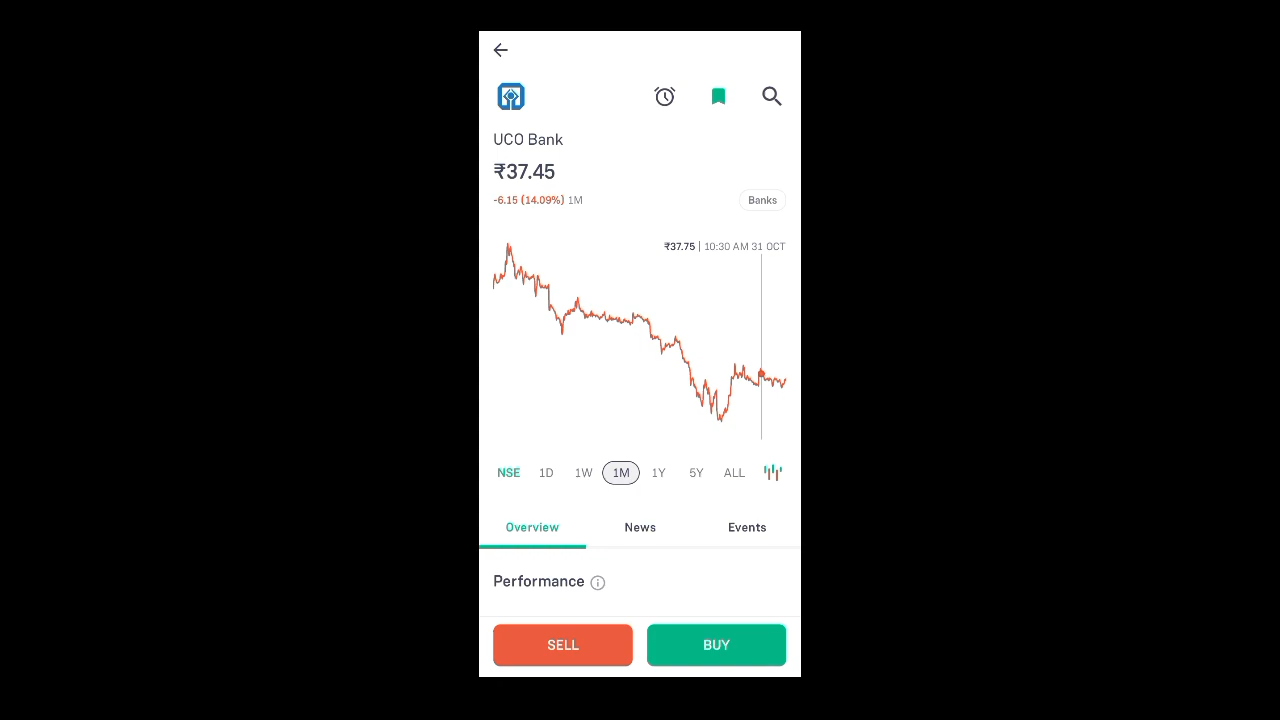 UCO Bank
₹37.45
-6.15 (14.09%) 1M
Banks
₹37.75 | 10:30 AM 31 OCT
NSE 1D 1W 1M 1Y 5Y ALL
Overview News Events
Performance
SELL BUY